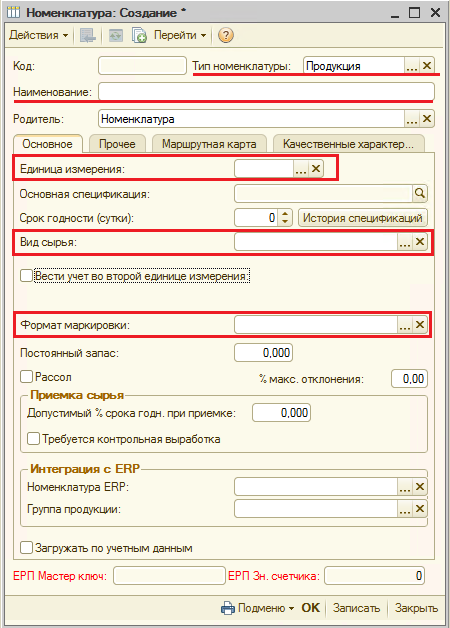 Номенклатура: Создание *
Действия Перейти ?
Код: Тип номенклатуры: Продукция ... ×
Наименование:
Родитель: Номенклатура ... ×
Основное Прочее Маршрутная карта Качественные характер...
Единица измерения: ... ×
Основная спецификация:
Срок годности (сутки): 0 История спецификаций
Вид сырья: ... ×
Вести учет во второй единице измерения:
Формат маркировки: ... ×
Постоянный запас: 0,000
Рассол % макс. отклонения: 0,00
Приемка сырья
Допустимый % срока годн. при приемке: 0,000
Требуется контрольная выработка
Интеграция с ERP
Номенклатура ERP: ... ×
Группа продукции: ... ×
Загружать по учетным данным
ЕРП Мастер ключ: ЕРП Зн. счетчика: 0
Подменю OK Записать Закрыть